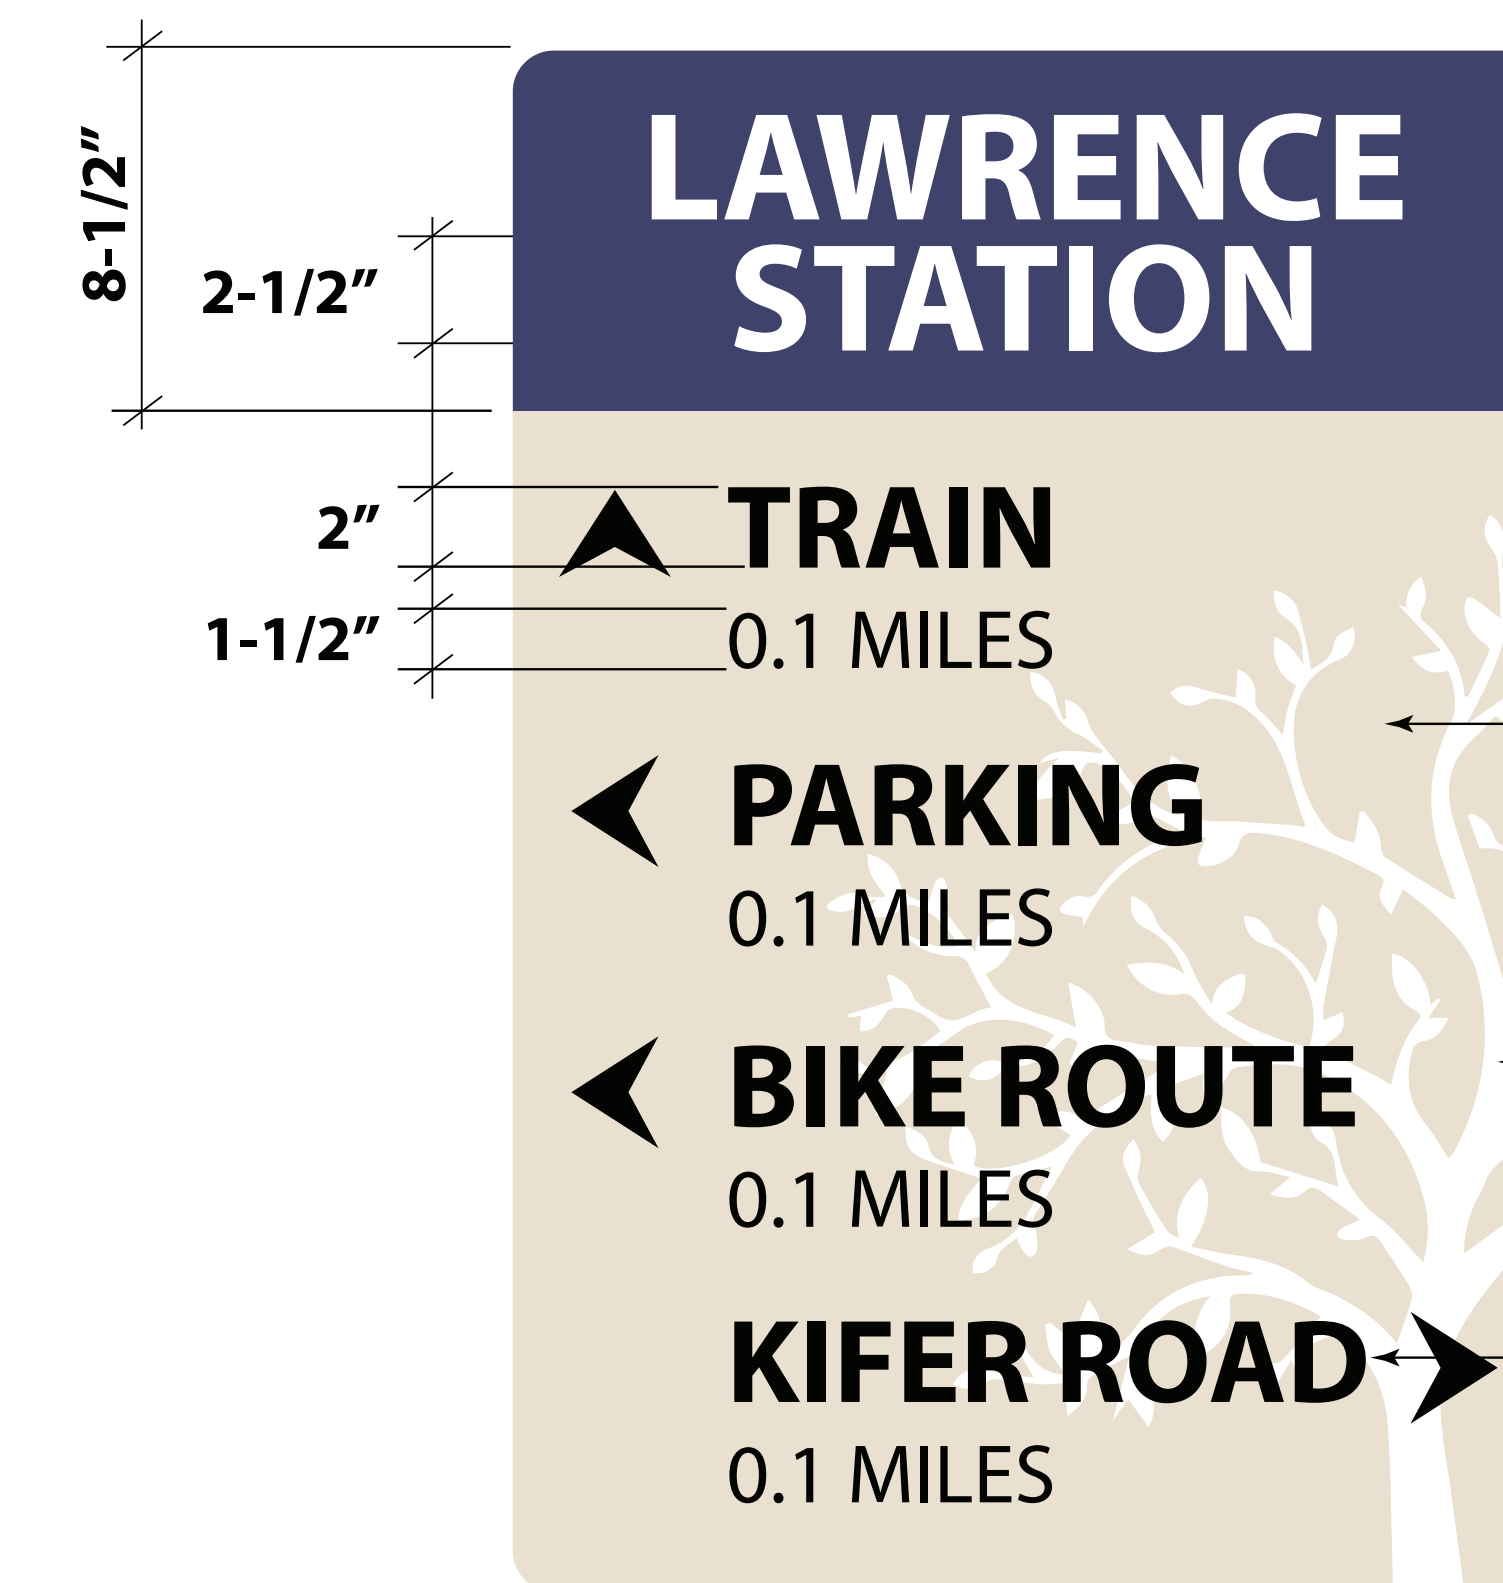 8-1/2”
2-1/2”
2”
1-1/2”
LAWRENCE
STATION
TRAIN
0.1 MILES
PARKING
0.1 MILES
BIKE ROUTE
0.1 MILES
KIFER ROAD
0.1 MILES